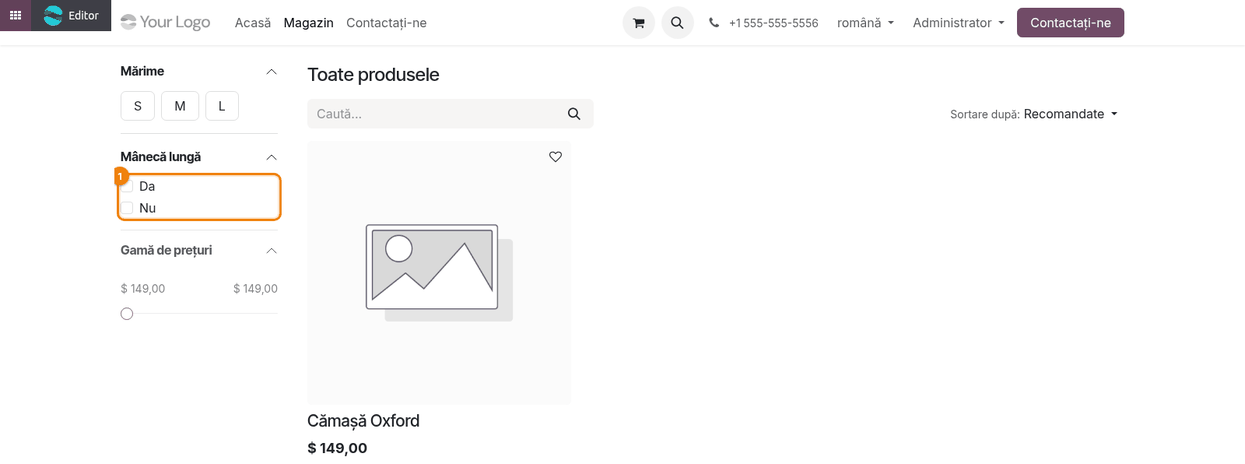 Editor
Your Logo
Acasă
Magazin
Contactați-ne
+1 555-555-5556
română
Administrator
Contactați-ne
Mărime
S
M
L
Mânecă lungă
1
Da
Nu
Gamă de prețuri
$ 149,00
$ 149,00
Toate produsele
Caută...
Sortare după: Recomandate
Cămașă Oxford
$ 149,00